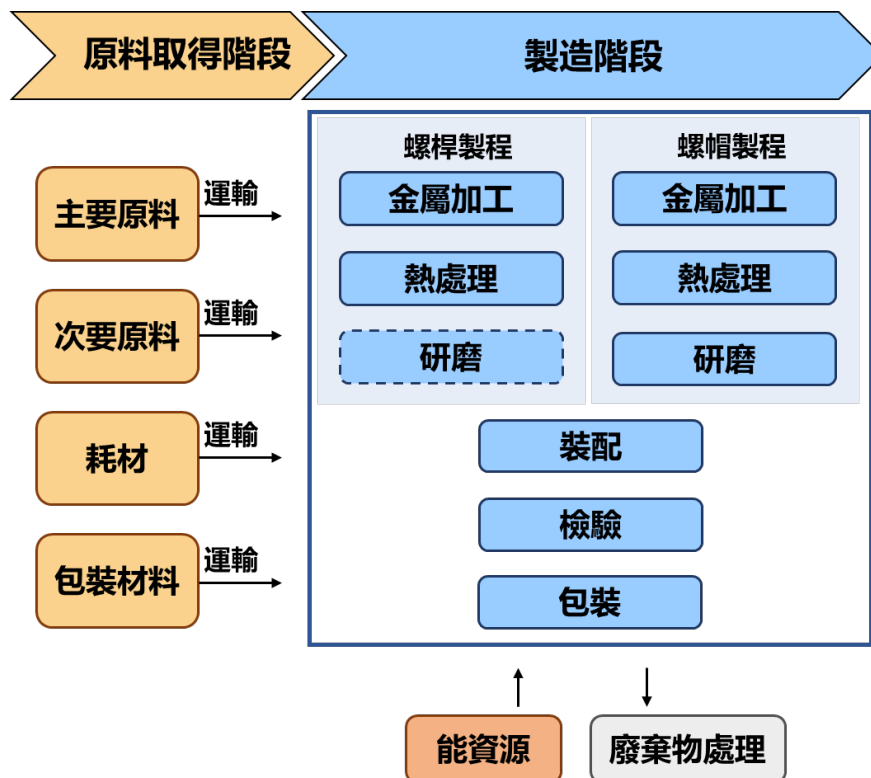 原料取得階段
製造階段
主要原料
運輸
次要原料
運輸
耗材
運輸
包裝材料
運輸
螺桿製程
金屬加工
熱處理
研磨
螺帽製程
金屬加工
熱處理
研磨
裝配
檢驗
包裝
能資源
廢棄物處理